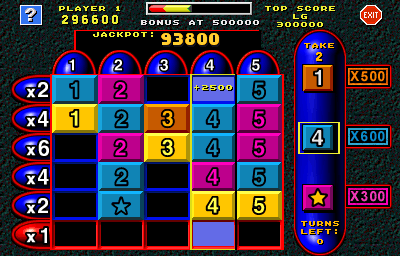 ?
PLAYER 1
296600
BONUS AT 500000
TOP SCORE
LG
300000
EXIT
JACKPOT: 93800
1 2 3 4 5
x2 1 2 +2500 5
x4 1 2 3 4 5
x6 2 3 4 5
x4 2 4 5
x2 4 5
x1
TAKE
2
1 X500
4 X600
X300
TURNS
LEFT:
0